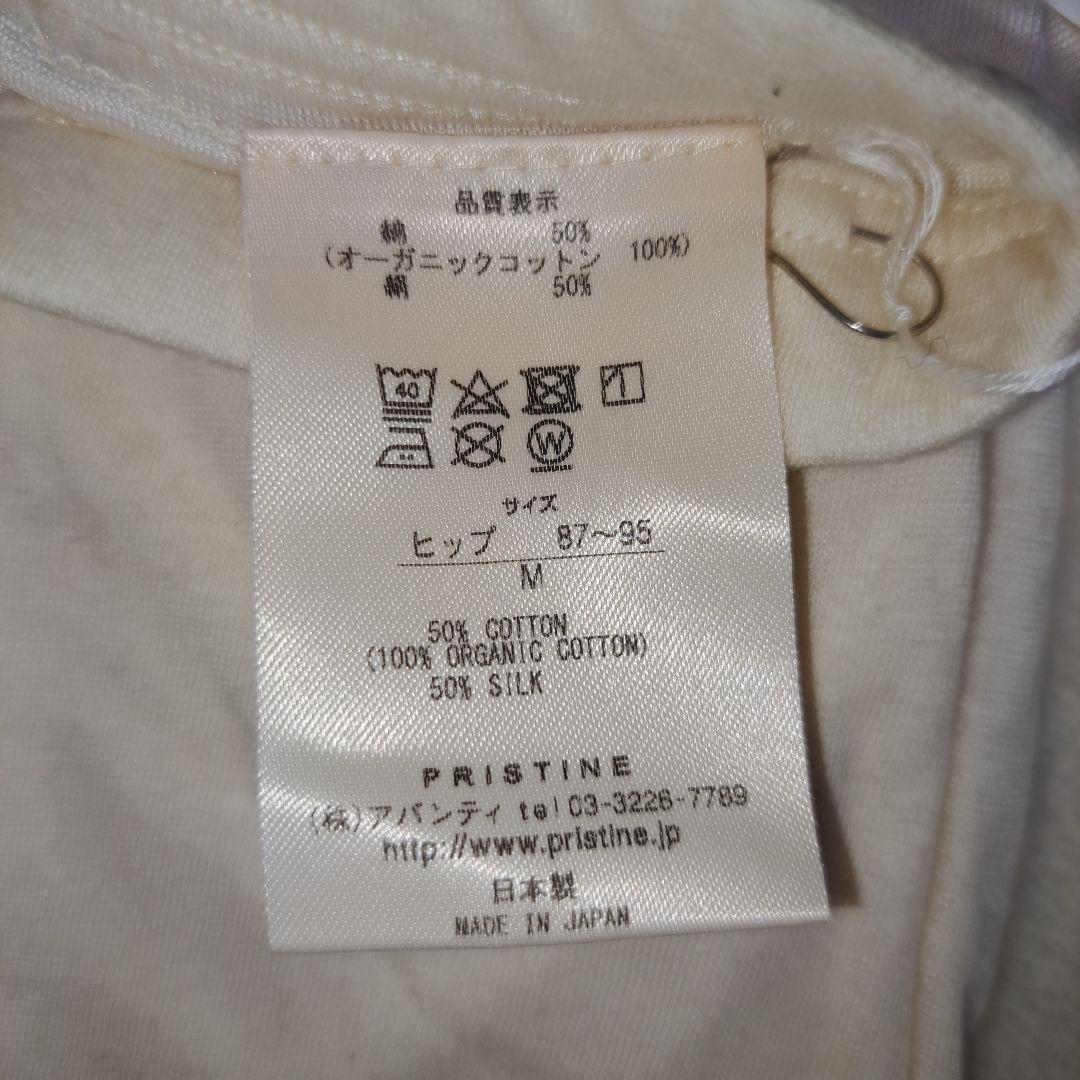 品質表示
綿 50%
(オーガニックコットン 100%)
絹 50%
40
W
サイズ
ヒップ 87～95
M
50% COTTON
(100% ORGANIC COTTON)
50% SILK
PRISTINE
(株)アバンティ tel 03-3226-7789
http://www.pristine.jp
日本製
MADE IN JAPAN